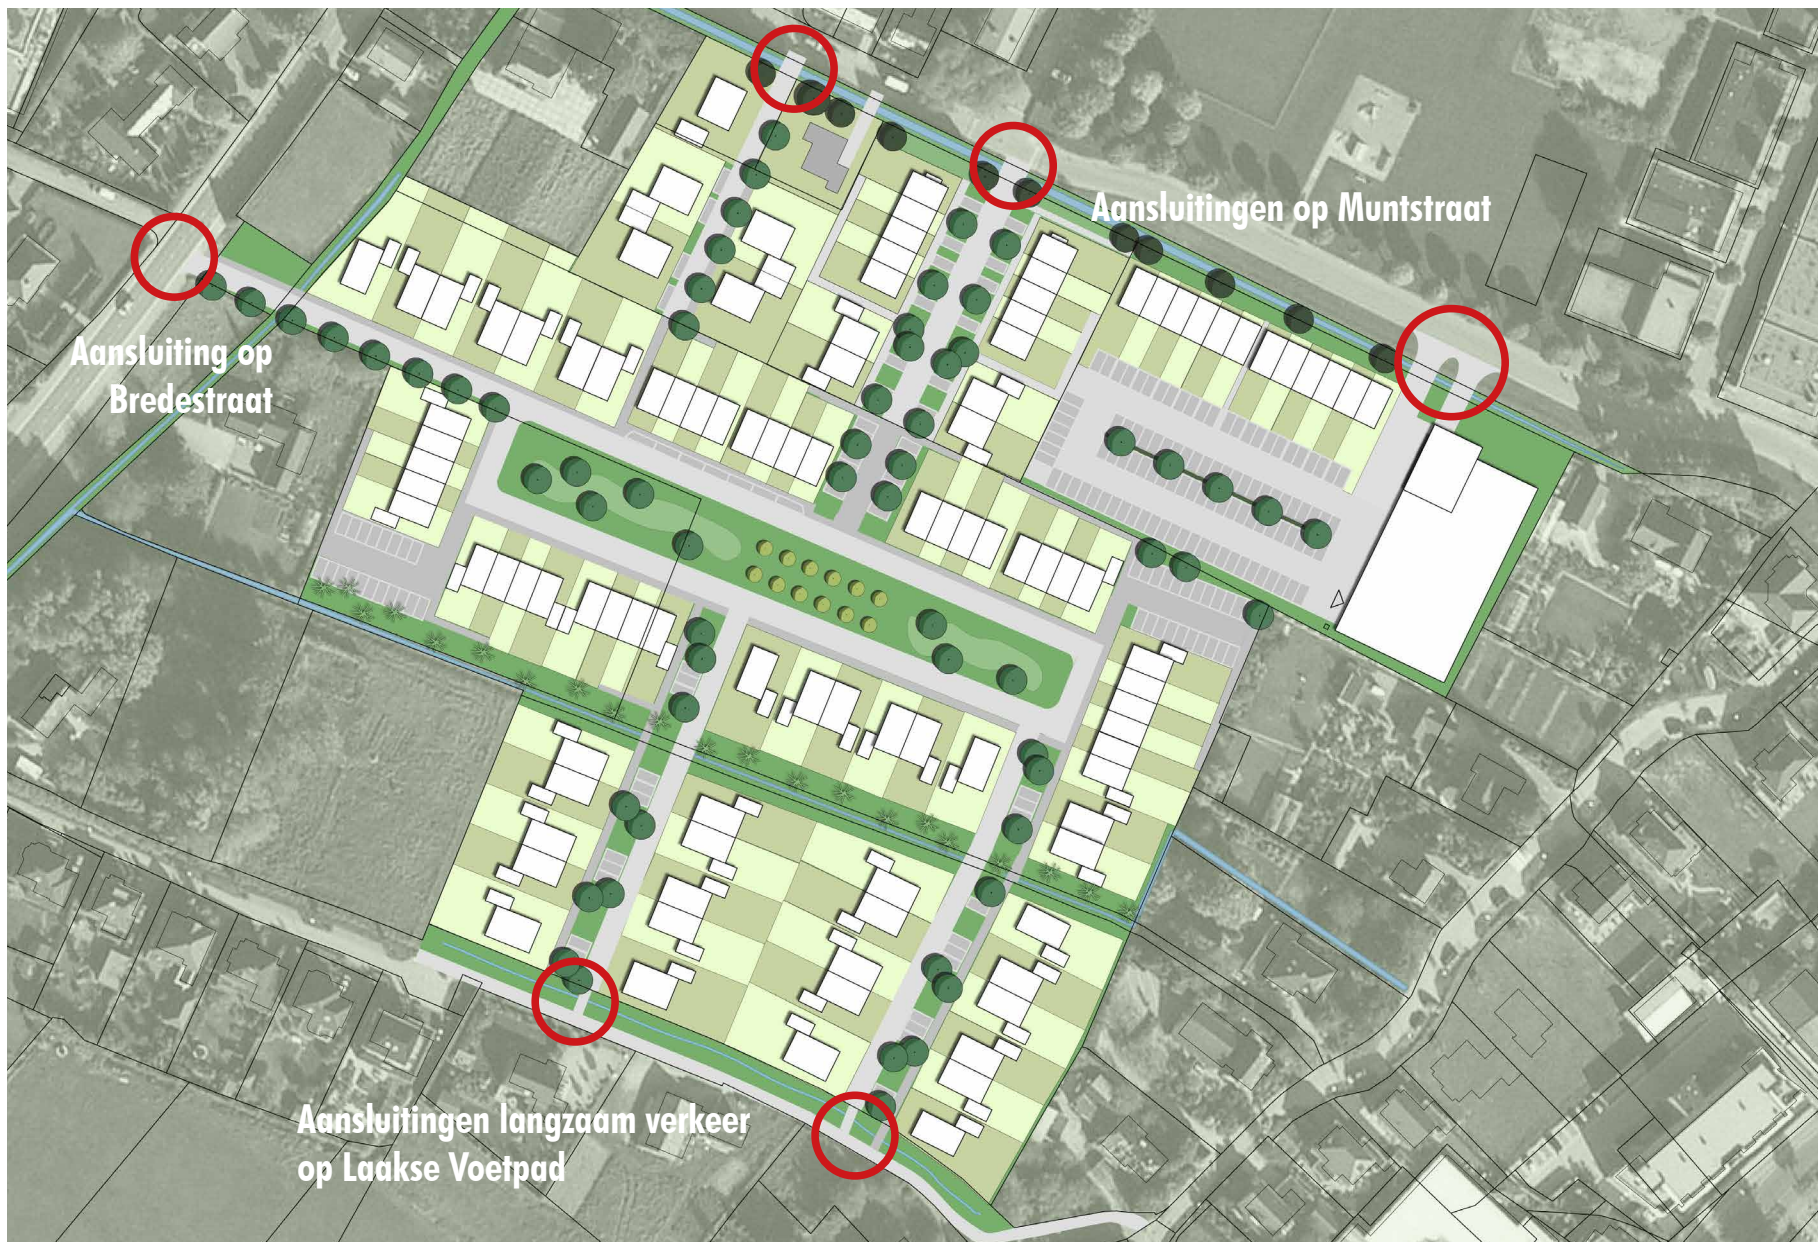 Aansluitingen op Muntstraat
Aansluiting op
Bredestraat
Aansluitingen langzaam verkeer
op Laakse Voetpad